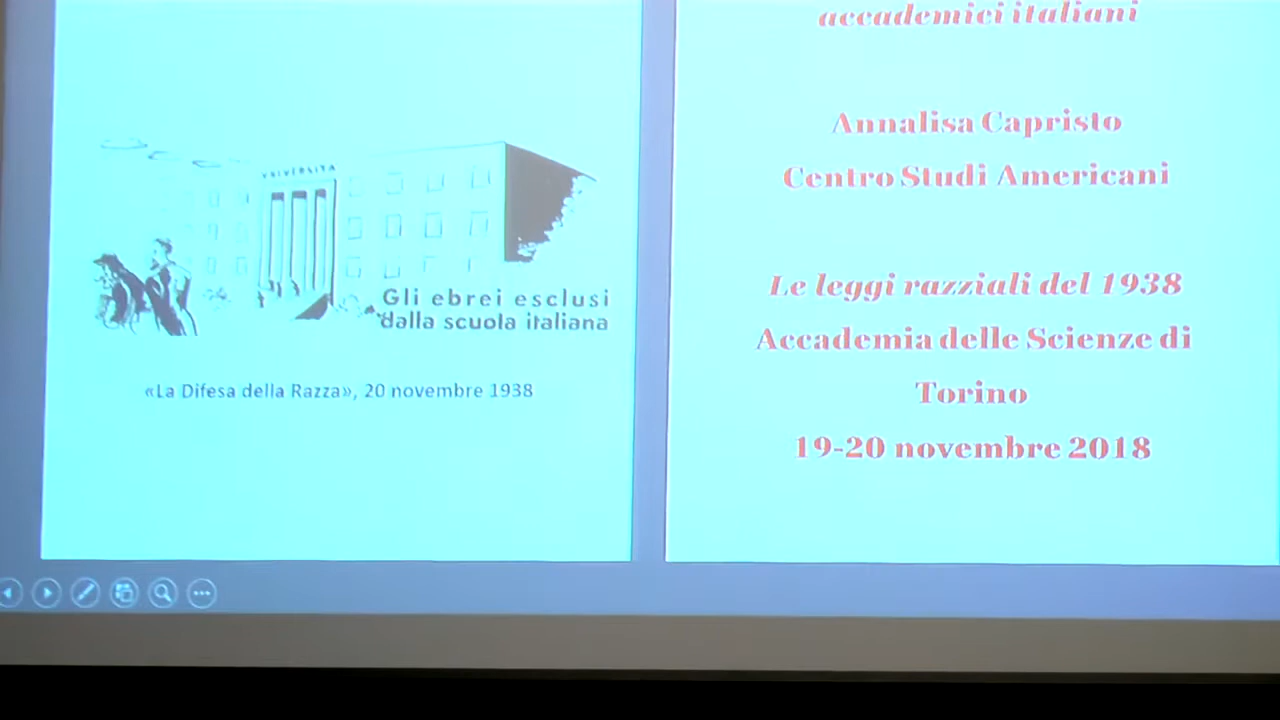 UNIVERSITA
Gli ebrei esclusi
dalla scuola italiana
«La Difesa della Razza», 20 novembre 1938
accademici italiani
Annalisa Capristo
Centro Studi Americani
Le leggi razziali del 1938
Accademia delle Scienze di
Torino
19-20 novembre 2018